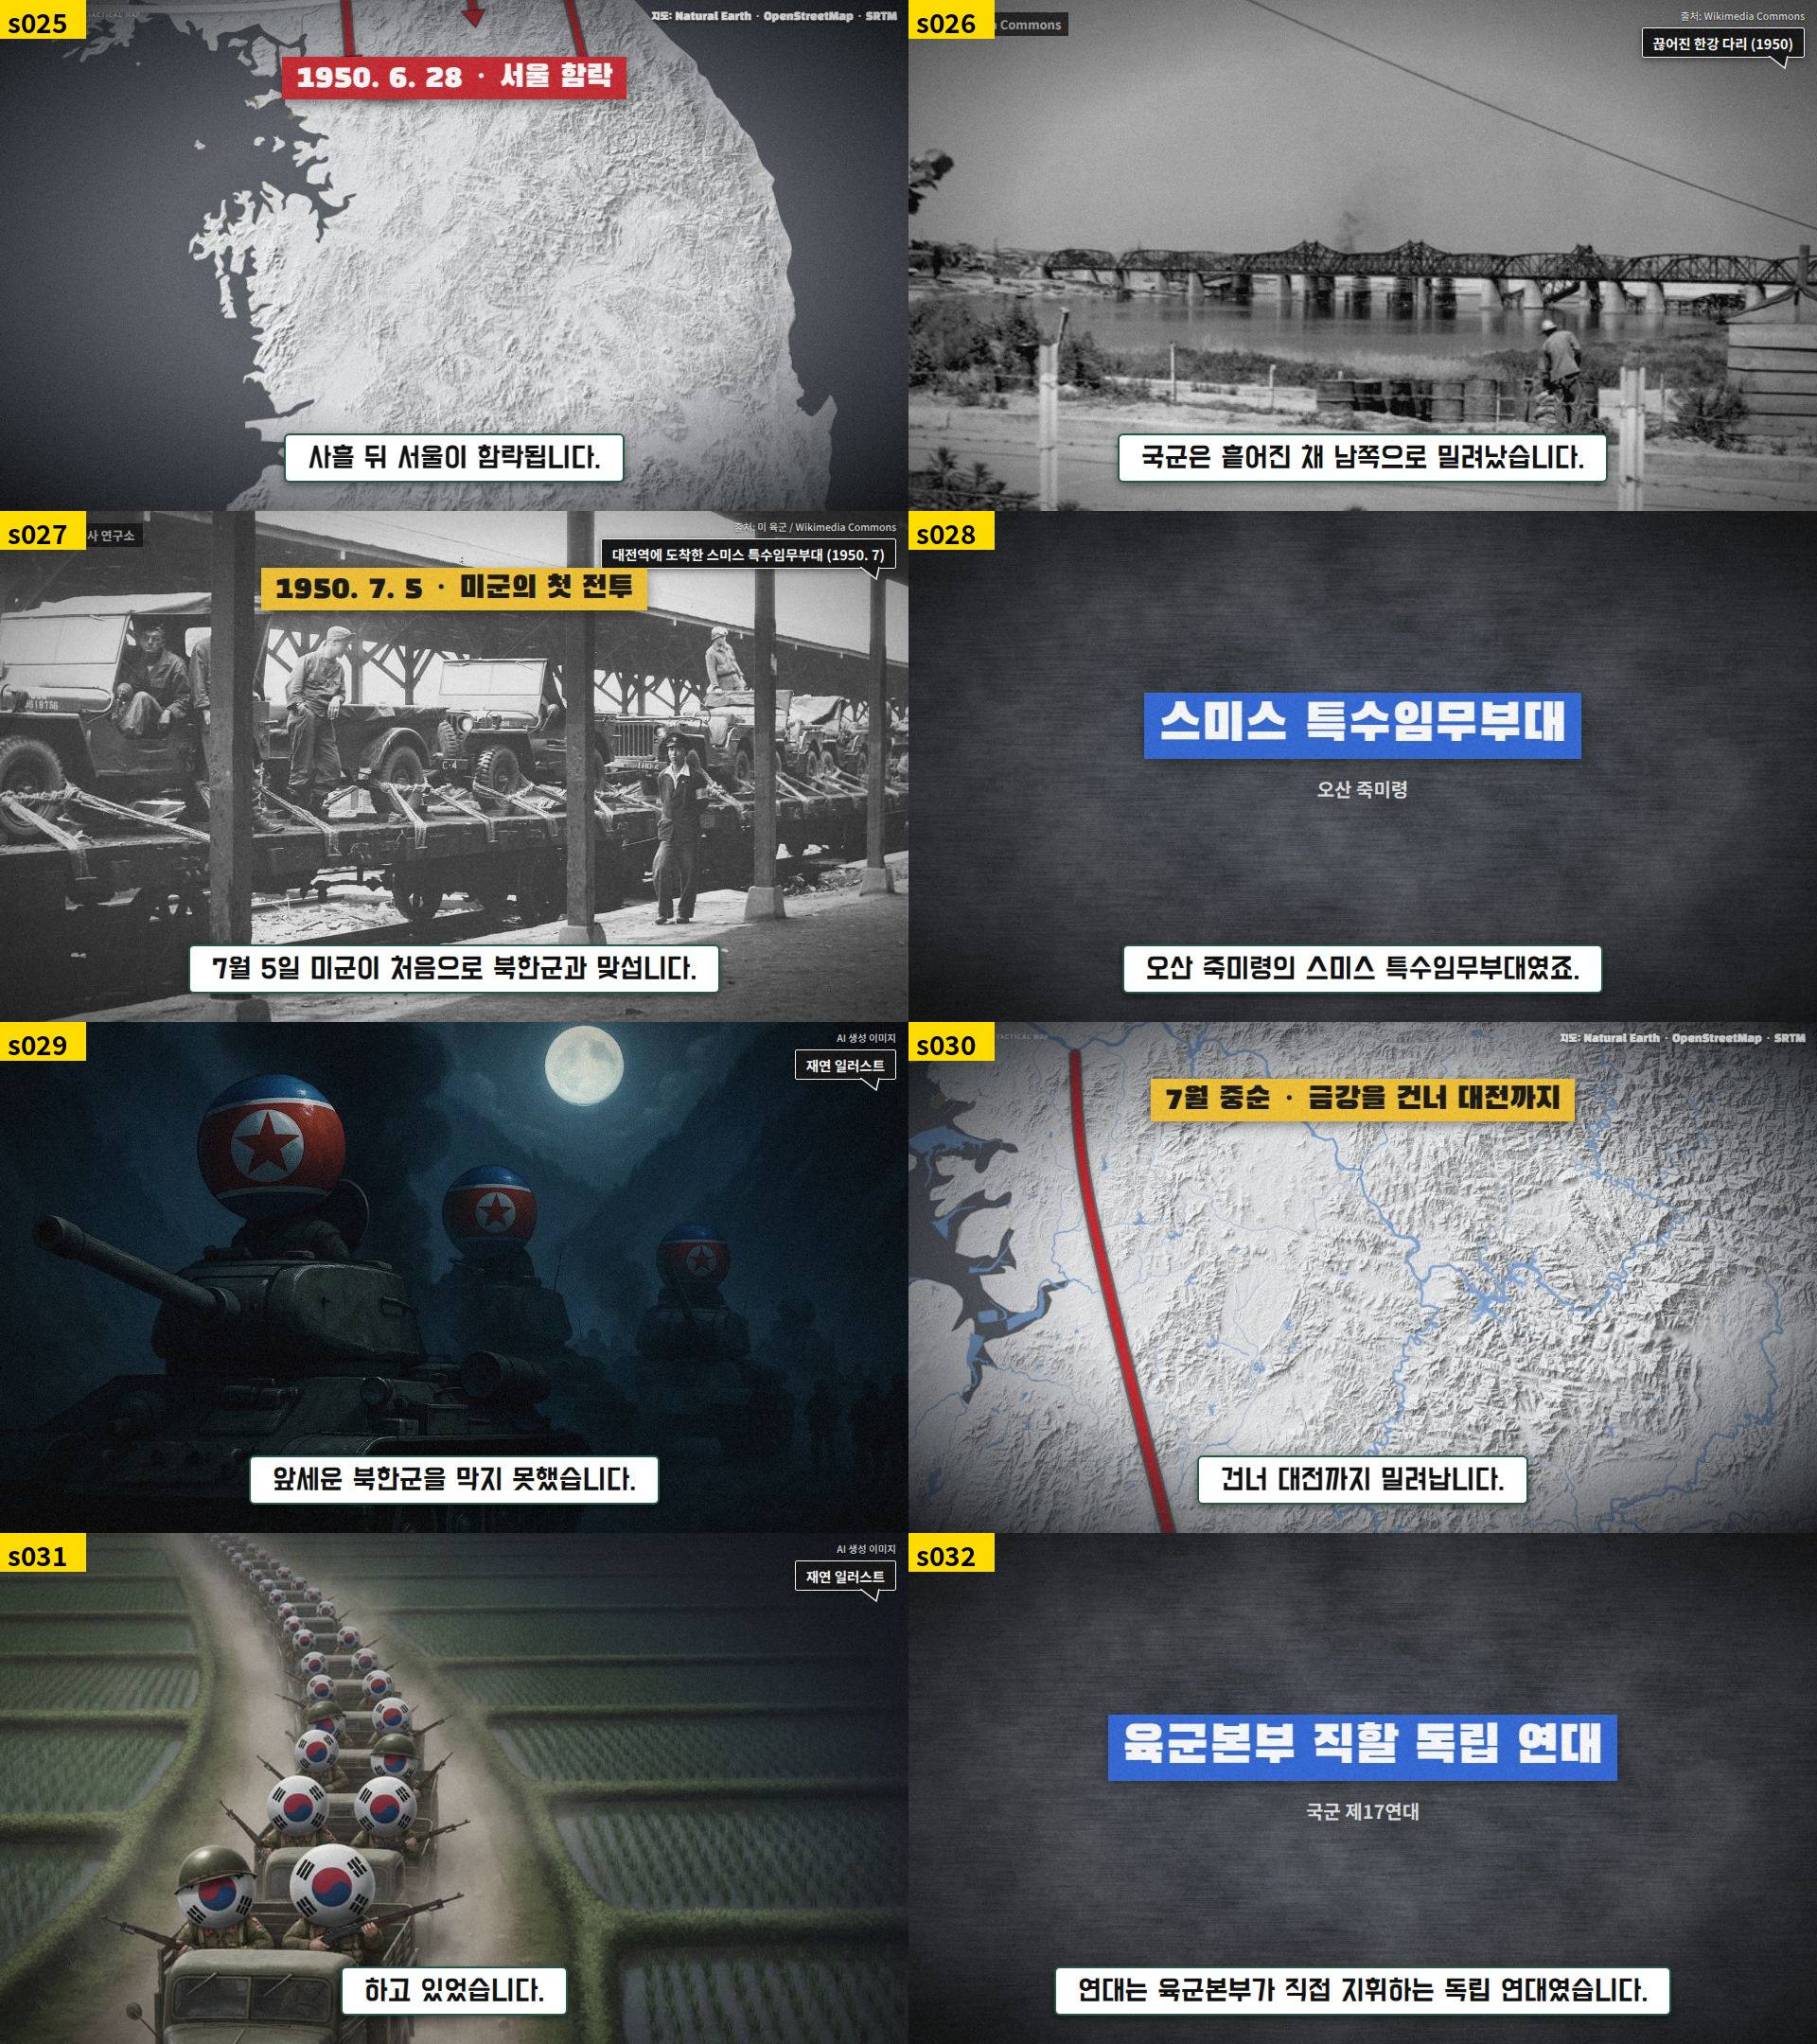 s025
TACTICAL MAP
지도: Natural Earth · OpenStreetMap · SRTM
1950. 6. 28 · 서울 함락
사흘 뒤 서울이 함락됩니다.
s026
Commons
출처: Wikimedia Commons
끊어진 한강 다리 (1950)
국군은 흩어진 채 남쪽으로 밀려났습니다.
s027
사 연구소
출처: 미 육군 / Wikimedia Commons
대전역에 도착한 스미스 특수임무부대 (1950. 7)
1950. 7. 5 · 미군의 첫 전투
7월 5일 미군이 처음으로 북한군과 맞섭니다.
s028
스미스 특수임무부대
오산 죽미령
오산 죽미령의 스미스 특수임무부대였죠.
s029
AI 생성 이미지
재연 일러스트
앞세운 북한군을 막지 못했습니다.
s030
TACTICAL MAP
지도: Natural Earth · OpenStreetMap · SRTM
7월 중순 · 금강을 건너 대전까지
건너 대전까지 밀려납니다.
s031
AI 생성 이미지
재연 일러스트
하고 있었습니다.
s032
육군본부 직할 독립 연대
국군 제17연대
연대는 육군본부가 직접 지휘하는 독립 연대였습니다.